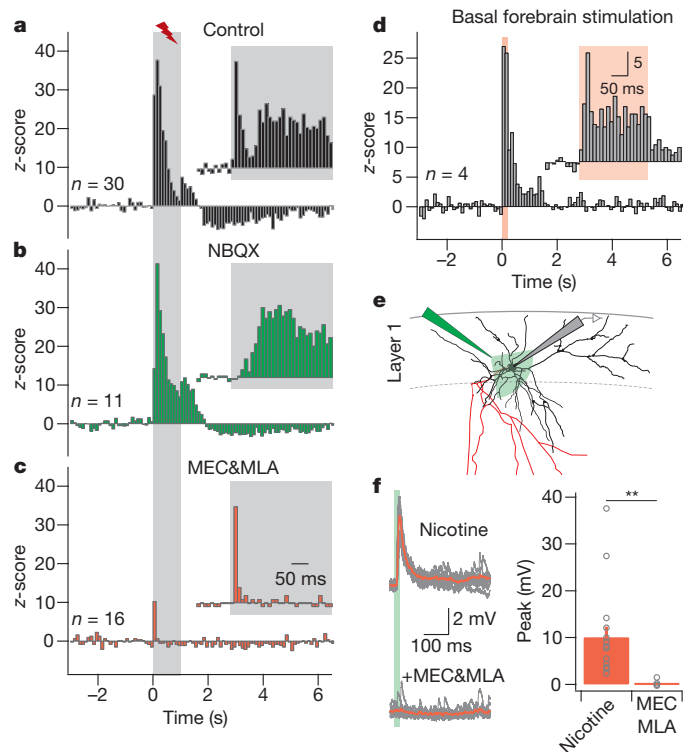 a
Control
z-score
40
30
20
10
0
n = 30
b
NBQX
z-score
40
30
20
10
0
n = 11
c
MEC&MLA
z-score
40
30
20
10
0
50 ms
n = 16
−2 0 2 4 6
Time (s)
d
Basal forebrain stimulation
z-score
25
20
15
10
5
0
5
50 ms
n = 4
−2 0 2 4 6
Time (s)
e
Layer 1
f
Nicotine
2 mV
100 ms
+MEC&MLA
Peak (mV)
40
30
20
10
0
**
Nicotine
MEC
MLA